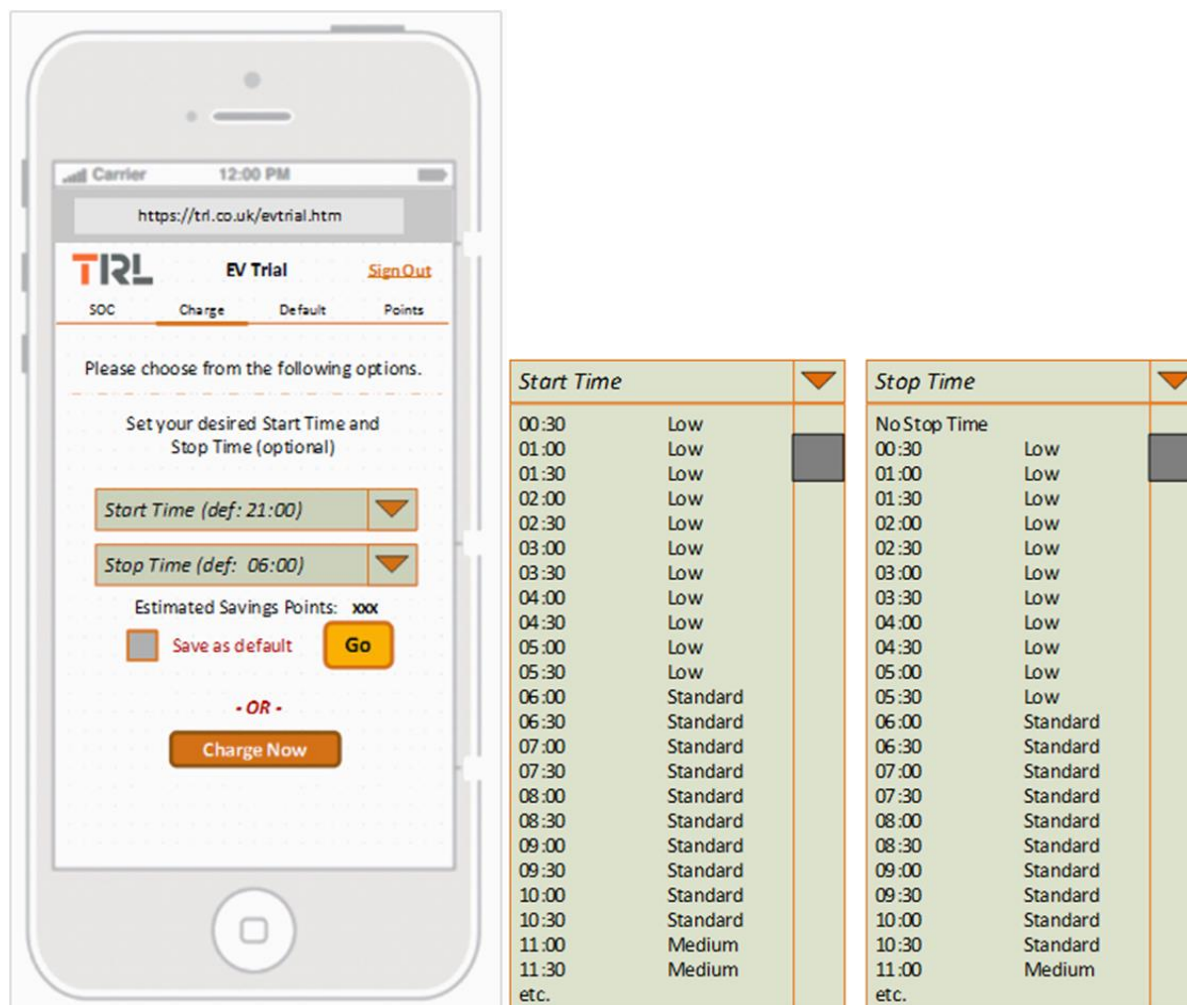 Carrier 12:00 PM
https://trl.co.uk/evtrial.htm
TRL EV Trial Sign Out
SOC Charge Default Points
Please choose from the following options.
Set your desired Start Time and
Stop Time (optional)
Start Time (def: 21:00)
Stop Time (def: 06:00)
Estimated Savings Points: xxx
Save as default Go
- OR -
Charge Now
Start Time
00:30 Low
01:00 Low
01:30 Low
02:00 Low
02:30 Low
03:00 Low
03:30 Low
04:00 Low
04:30 Low
05:00 Low
05:30 Low
06:00 Standard
06:30 Standard
07:00 Standard
07:30 Standard
08:00 Standard
08:30 Standard
09:00 Standard
09:30 Standard
10:00 Standard
10:30 Standard
11:00 Medium
11:30 Medium
etc.
Stop Time
No Stop Time
00:30 Low
01:00 Low
01:30 Low
02:00 Low
02:30 Low
03:00 Low
03:30 Low
04:00 Low
04:30 Low
05:00 Low
05:30 Low
06:00 Standard
06:30 Standard
07:00 Standard
07:30 Standard
08:00 Standard
08:30 Standard
09:00 Standard
09:30 Standard
10:00 Standard
10:30 Standard
11:00 Medium
etc.